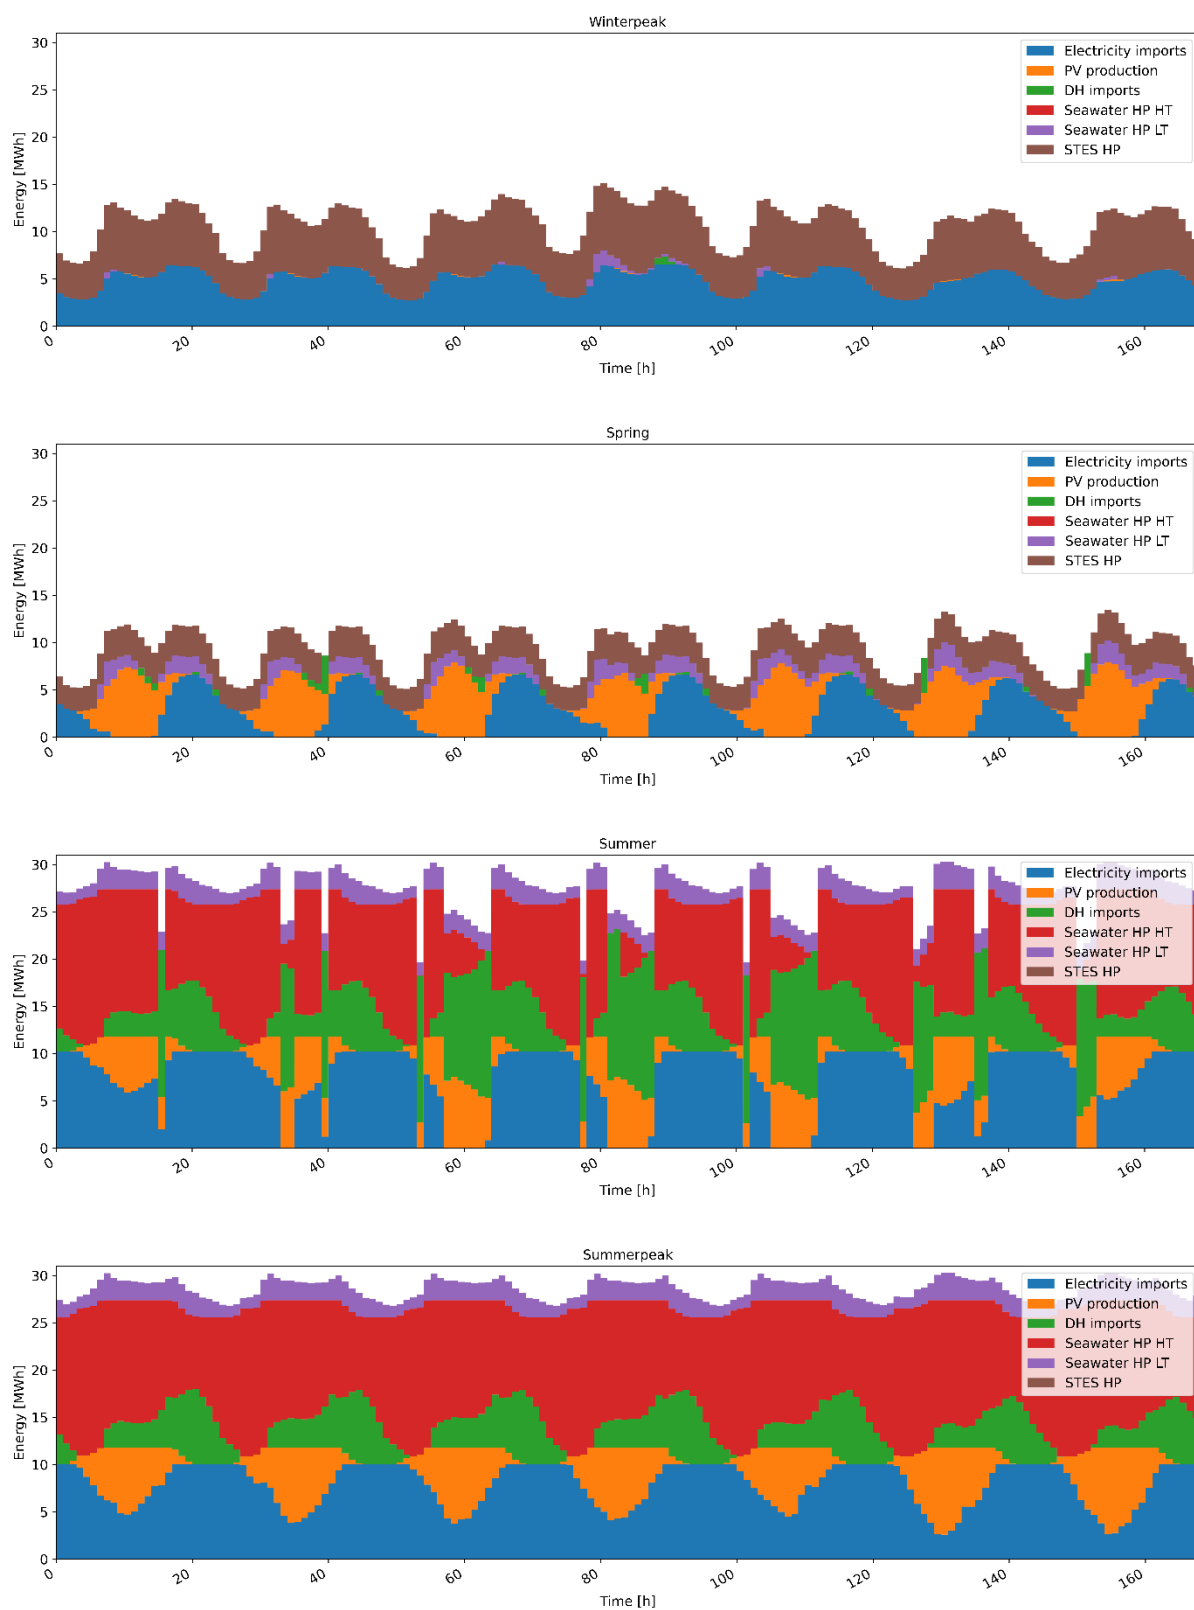 Winterpeak
30
25
20
15
10
5
0
Energy [MWh]
Electricity imports
PV production
DH imports
Seawater HP HT
Seawater HP LT
STES HP
0 20 40 60 80 100 120 140 160
Time [h]
Spring
30
25
20
15
10
5
0
Energy [MWh]
Electricity imports
PV production
DH imports
Seawater HP HT
Seawater HP LT
STES HP
0 20 40 60 80 100 120 140 160
Time [h]
Summer
30
25
20
15
10
5
0
Energy [MWh]
Electricity imports
PV production
DH imports
Seawater HP HT
Seawater HP LT
STES HP
0 20 40 60 80 100 120 140 160
Time [h]
Summerpeak
30
25
20
15
10
5
0
Energy [MWh]
Electricity imports
PV production
DH imports
Seawater HP HT
Seawater HP LT
STES HP
0 20 40 60 80 100 120 140 160
Time [h]